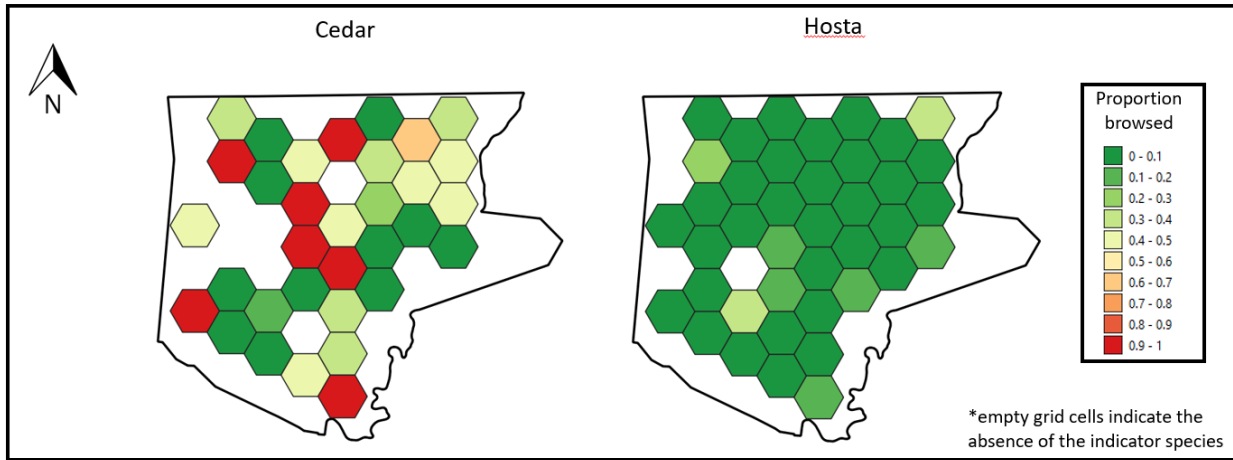 Cedar
Hosta
N
Proportion
browsed
0 - 0.1
0.1 - 0.2
0.2 - 0.3
0.3 - 0.4
0.4 - 0.5
0.5 - 0.6
0.6 - 0.7
0.7 - 0.8
0.8 - 0.9
0.9 - 1
*empty grid cells indicate the
absence of the indicator species